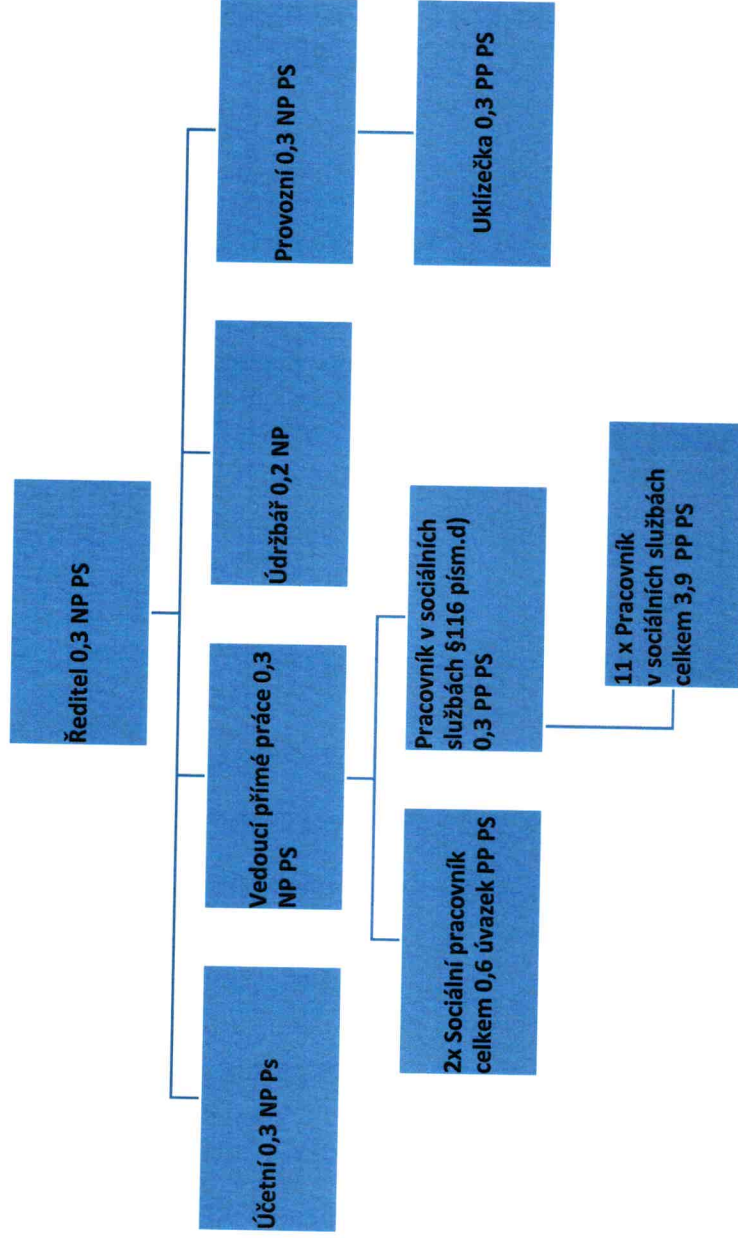 Ředitel 0,3 NP PS
Účetní 0,3 NP Ps
Vedoucí přímé práce 0,3
NP PS
Údržbář 0,2 NP
Provozní 0,3 NP PS
2x Sociální pracovník
celkem 0,6 úvazek PP PS
Pracovník v sociálních
službách §116 písm.d)
0,3 PP PS
Uklízečka 0,3 PP PS
11 x Pracovník
v sociálních službách
celkem 3,9 PP PS